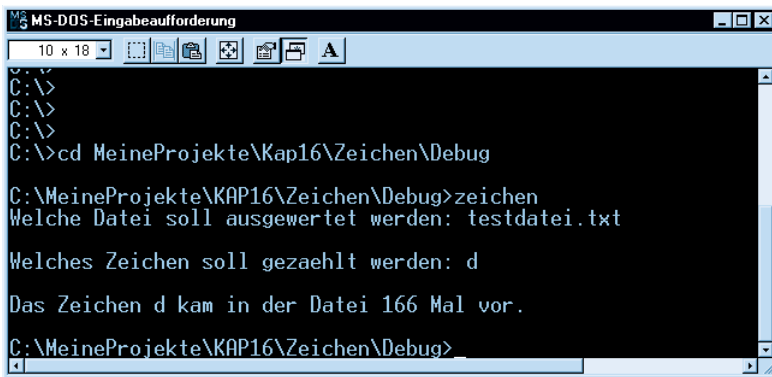 MS-DOS-Eingabeaufforderung
10 x 18 A
C:\>
C:\>
C:\>
C:\>
C:\>cd MeineProjekte\Kap16\Zeichen\Debug
C:\MeineProjekte\KAP16\Zeichen\Debug>zeichen
Welche Datei soll ausgewertet werden: testdatei.txt
Welches Zeichen soll gezaehlt werden: d
Das Zeichen d kam in der Datei 166 Mal vor.
C:\MeineProjekte\KAP16\Zeichen\Debug>_